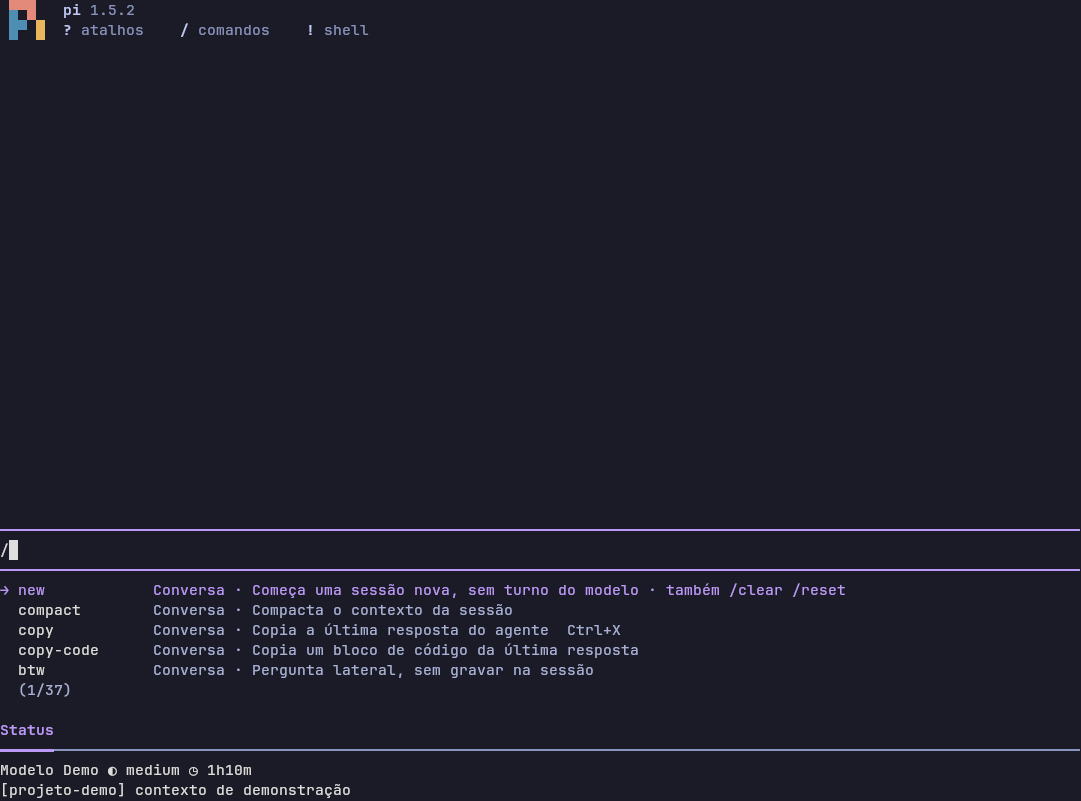 pi 1.5.2
? atalhos / comandos ! shell
/
→ new Conversa · Começa uma sessão nova, sem turno do modelo · também /clear /reset
compact Conversa · Compacta o contexto da sessão
copy Conversa · Copia a última resposta do agente Ctrl+X
copy-code Conversa · Copia um bloco de código da última resposta
btw Conversa · Pergunta lateral, sem gravar na sessão
(1/37)
Status
Modelo Demo ◐ medium ◷ 1h10m
[projeto-demo] contexto de demonstração